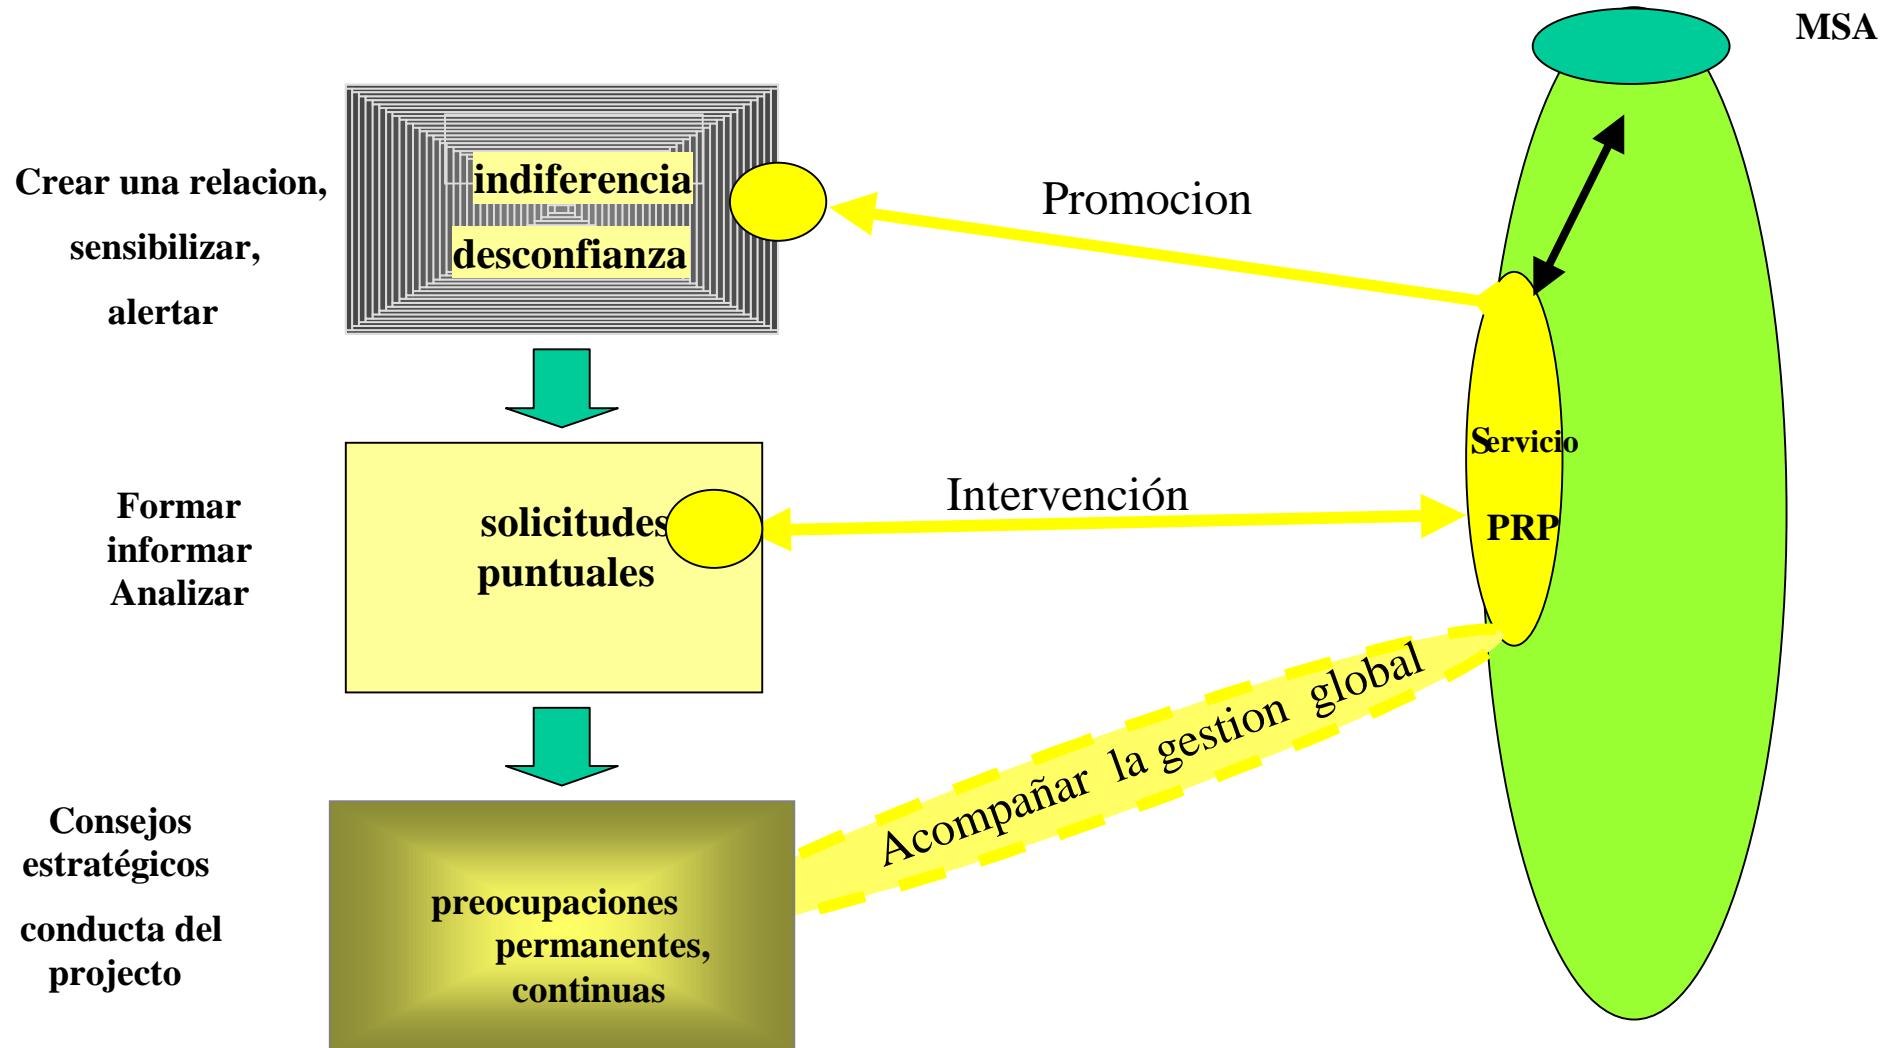 MSA
Crear una relacion,
sensibilizar,
alertar
indiferencia
desconfianza
Promocion
Formar
informar
Analizar
solicitudes
puntuales
Intervención
Servicio
PRP
Acompañar la gestion global
Consejos
estratégicos
conducta del
projecto
preocupaciones
permanentes,
continuas